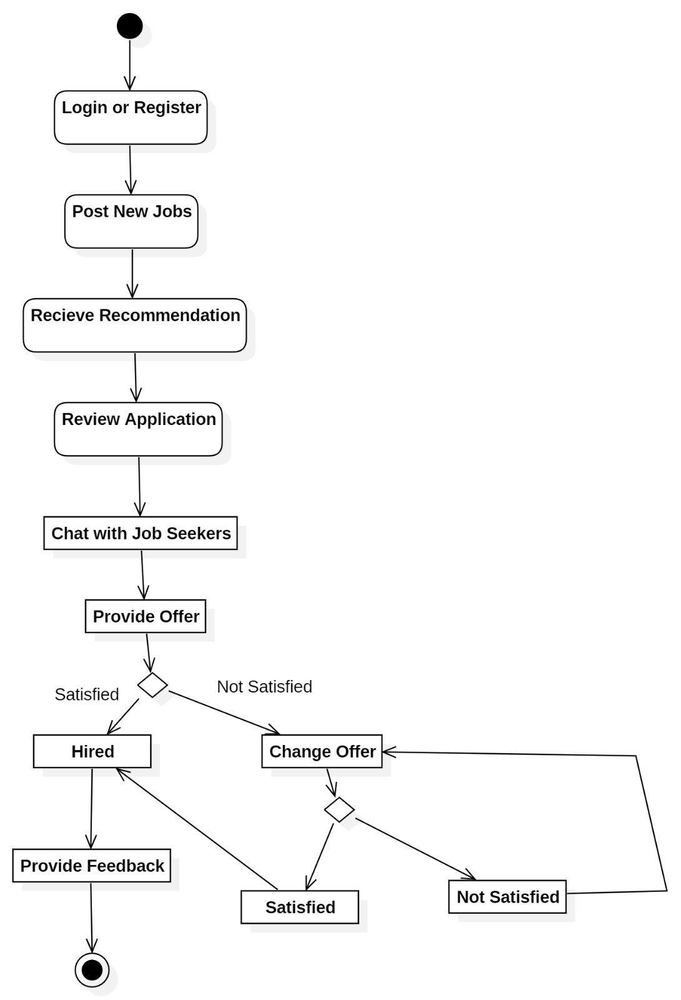 Login or Register
Post New Jobs
Recieve Recommendation
Review Application
Chat with Job Seekers
Provide Offer
Satisfied
Not Satisfied
Hired
Change Offer
Provide Feedback
Satisfied
Not Satisfied